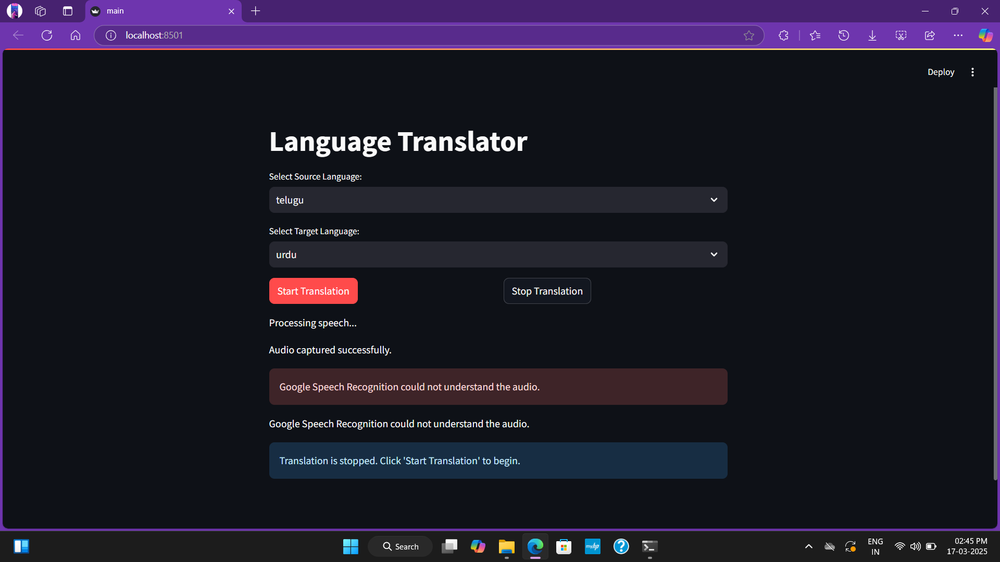 main
localhost:8501
Deploy
Language Translator
Select Source Language:
telugu
Select Target Language:
urdu
Start Translation
Stop Translation
Processing speech...
Audio captured successfully.
Google Speech Recognition could not understand the audio.
Google Speech Recognition could not understand the audio.
Translation is stopped. Click 'Start Translation' to begin.
Search
myhp
ENG
IN
02:45 PM
17-03-2025